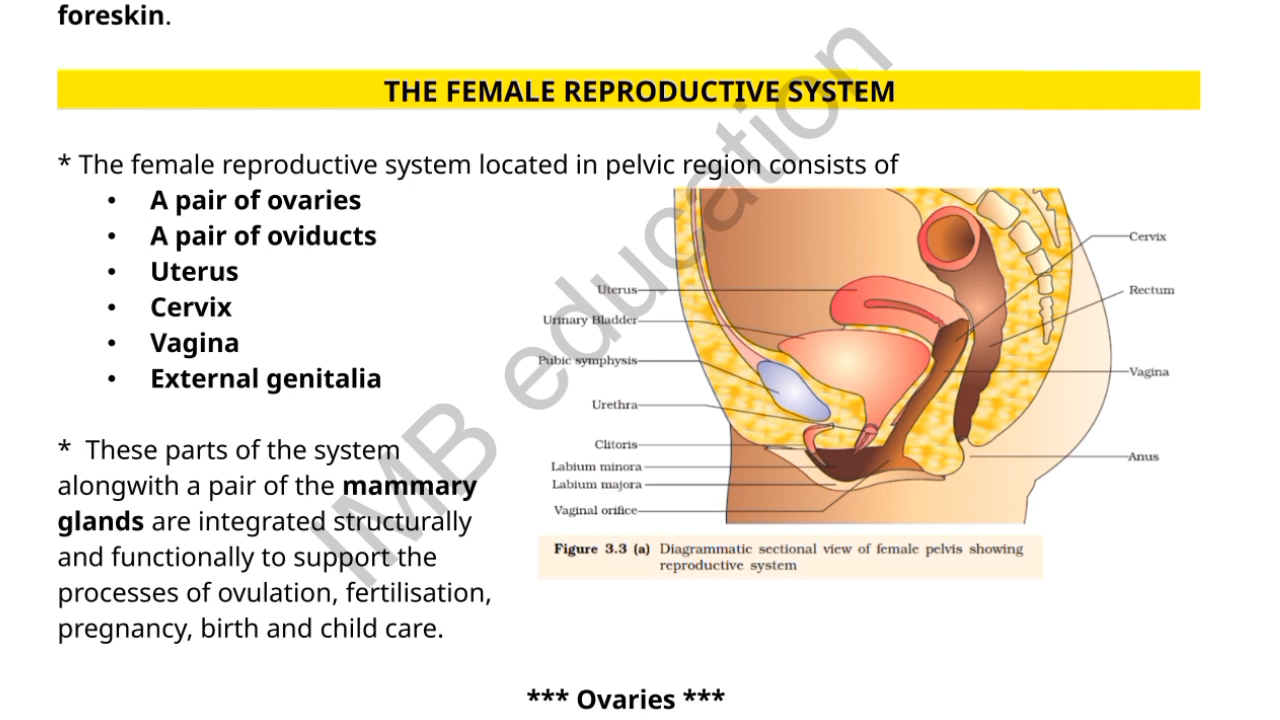 foreskin.
THE FEMALE REPRODUCTIVE SYSTEM
* The female reproductive system located in pelvic region consists of
• A pair of ovaries
• A pair of oviducts
• Uterus
• Cervix
• Vagina
• External genitalia
* These parts of the system
alongwith a pair of the mammary
glands are integrated structurally
and functionally to support the
processes of ovulation, fertilisation,
pregnancy, birth and child care.
Uterus
Urinary Bladder
Pubic symphysis
Urethra
Clitoris
Labium minora
Labium majora
Vaginal orifice
Cervix
Rectum
Vagina
Anus
Figure 3.3 (a) Diagrammatic sectional view of female pelvis showing
reproductive system
*** Ovaries ***
IMB education